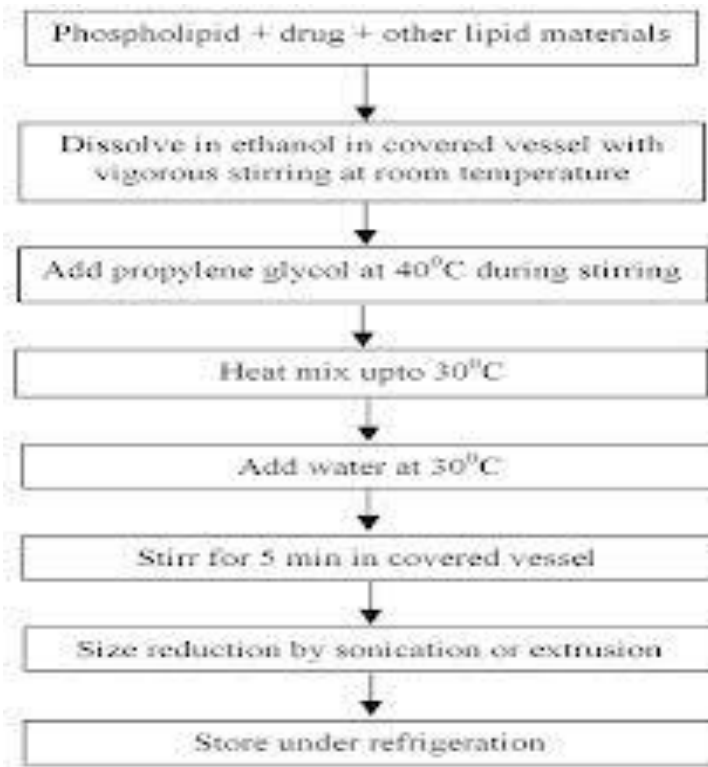 Phospholipid + drug + other lipid materials
Dissolve in ethanol in covered vessel with
vigorous stirring at room temperature
Add propylene glycol at 40⁰C during stirring
Heat mix upto 30⁰C
Add water at 30⁰C
Stirr for 5 min in covered vessel
Size reduction by sonication or extrusion
Store under refrigeration